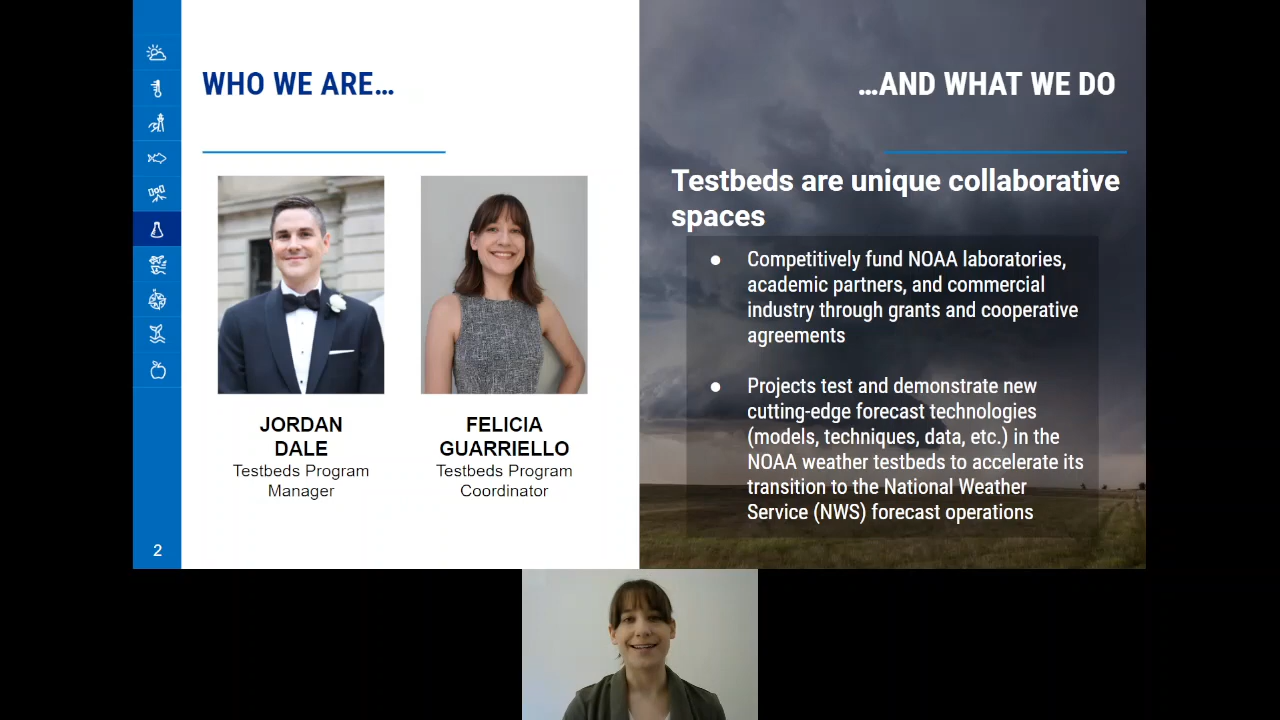 WHO WE ARE…
JORDAN
DALE
Testbeds Program
Manager
FELICIA
GUARRIELLO
Testbeds Program
Coordinator
2
…AND WHAT WE DO
Testbeds are unique collaborative
spaces
● Competitively fund NOAA laboratories,
academic partners, and commercial
industry through grants and cooperative
agreements
● Projects test and demonstrate new
cutting-edge forecast technologies
(models, techniques, data, etc.) in the
NOAA weather testbeds to accelerate its
transition to the National Weather
Service (NWS) forecast operations